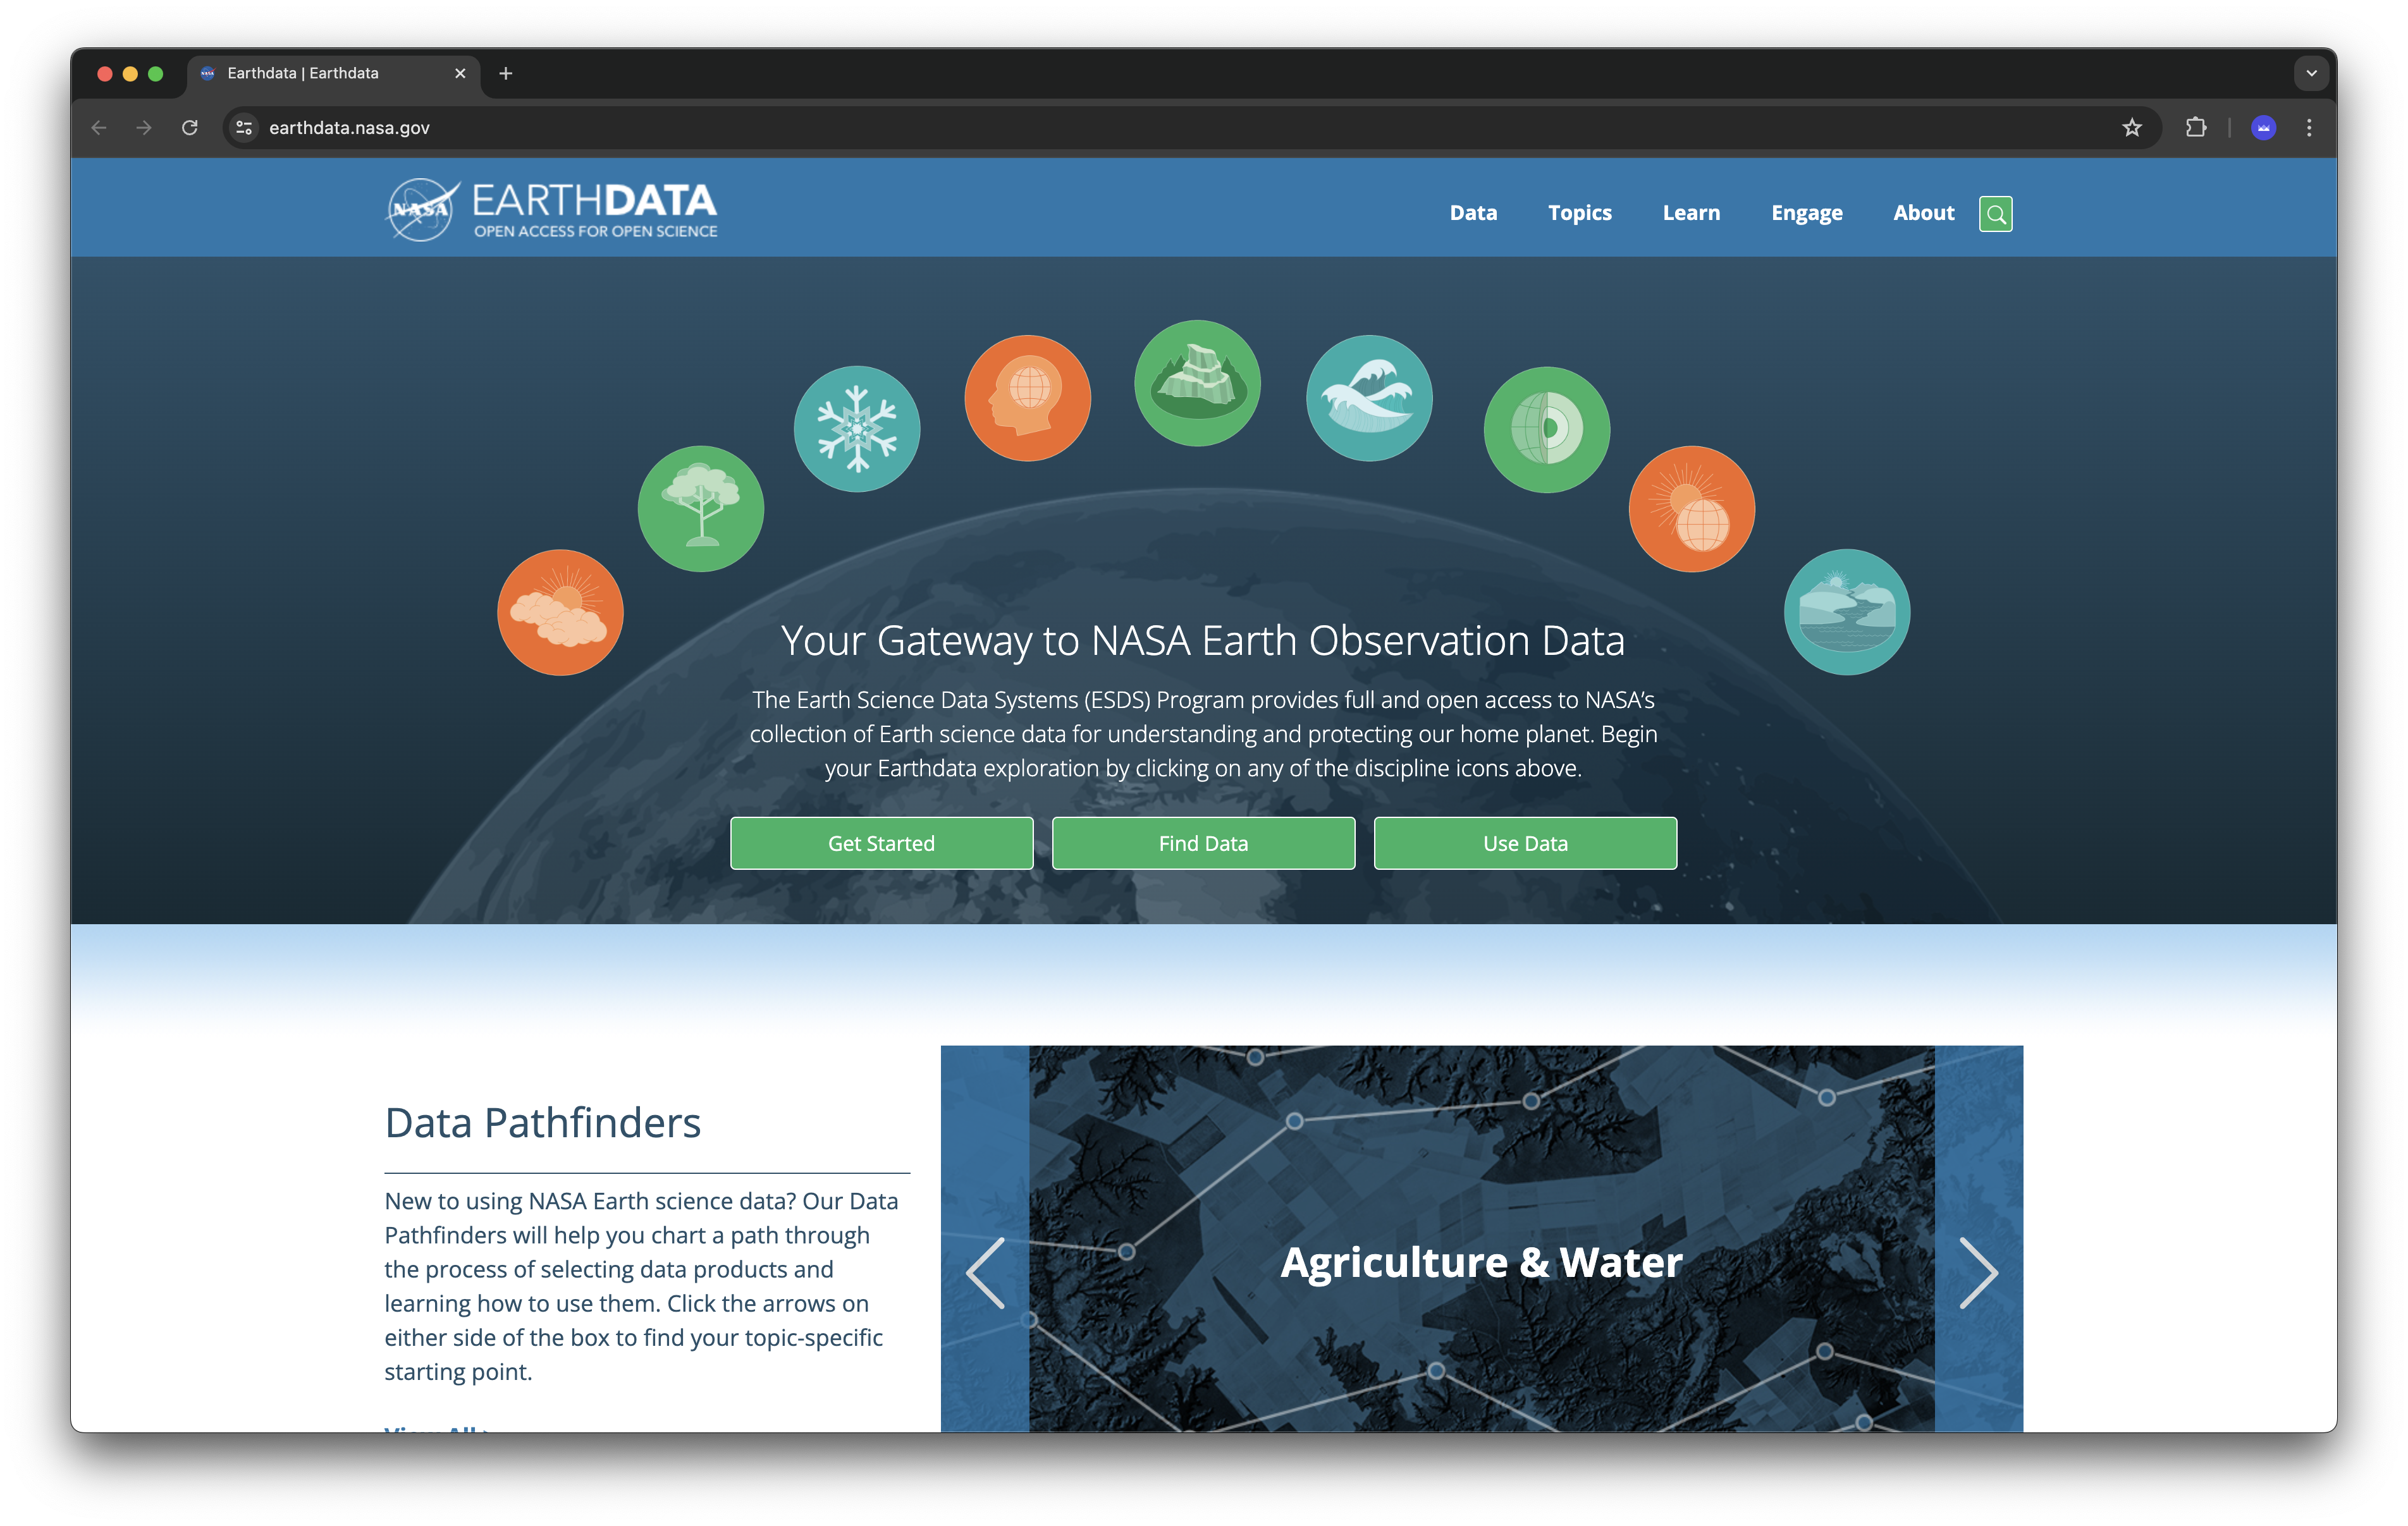 Earthdata | Earthdata
earthdata.nasa.gov
NASA
EARTHDATA
OPEN ACCESS FOR OPEN SCIENCE
Data
Topics
Learn
Engage
About
Your Gateway to NASA Earth Observation Data
The Earth Science Data Systems (ESDS) Program provides full and open access to NASA’s
collection of Earth science data for understanding and protecting our home planet. Begin
your Earthdata exploration by clicking on any of the discipline icons above.
Get Started
Find Data
Use Data
Data Pathfinders
New to using NASA Earth science data? Our Data
Pathfinders will help you chart a path through
the process of selecting data products and
learning how to use them. Click the arrows on
either side of the box to find your topic-specific
starting point.
View All
Agriculture & Water